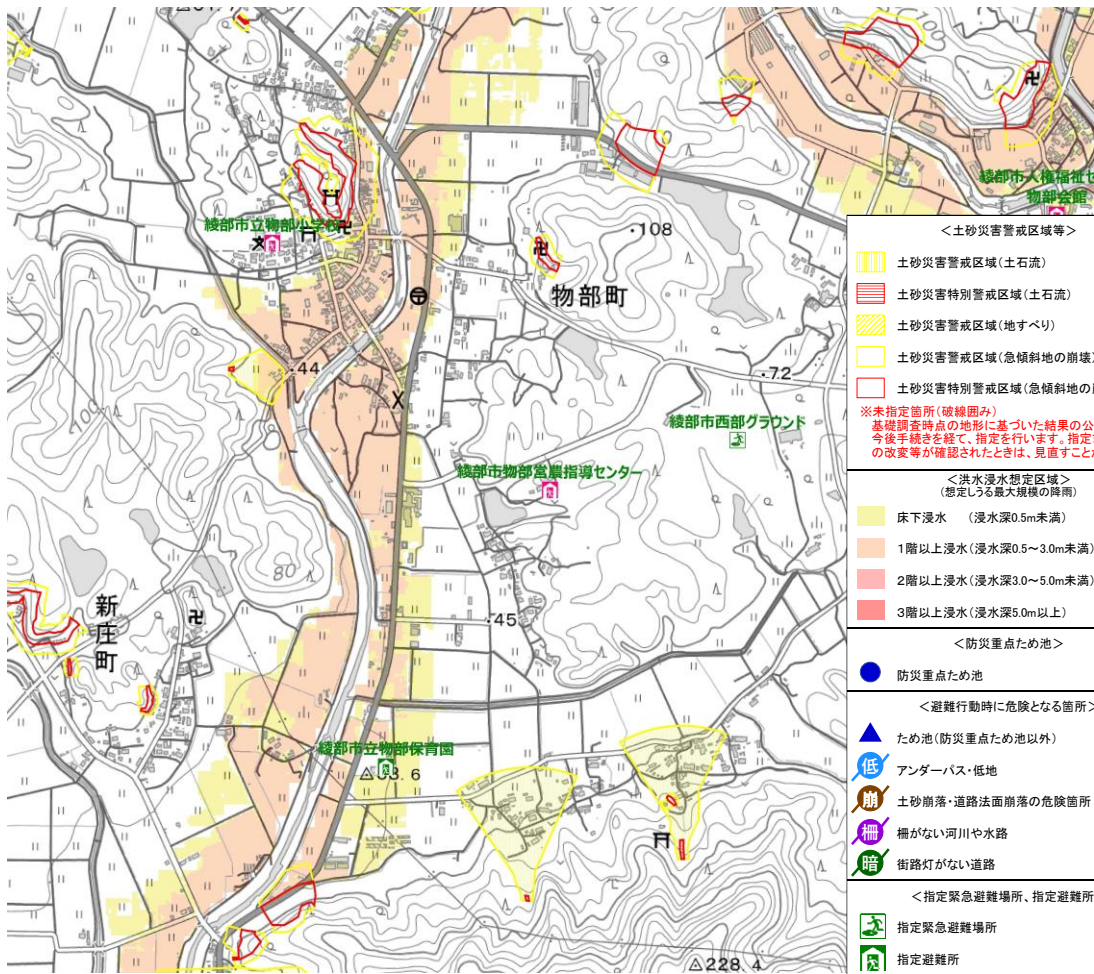 綾部市立物部小学校
・108
物部町
綾部市人権福祉セ
物部会館
・44
・72
綾部市西部グラウンド
綾部市物部営農指導センター
100
80
新庄町
・45
綾部市立物部保育園
△228.4
＜土砂災害警戒区域等＞
土砂災害警戒区域(土石流)
土砂災害特別警戒区域(土石流)
土砂災害警戒区域(地すべり)
土砂災害警戒区域(急傾斜地の崩壊)
土砂災害特別警戒区域(急傾斜地の
※未指定箇所(破線囲み)
基礎調査時点の地形に基づいた結果の公
今後手続きを経て、指定を行います。指定
の改変等が確認されたときは、見直すことが
＜洪水浸水想定区域＞
(想定しうる最大規模の降雨)
床下浸水　(浸水深0.5m未満)
1階以上浸水(浸水深0.5～3.0m未満)
2階以上浸水(浸水深3.0～5.0m未満)
3階以上浸水(浸水深5.0m以上)
＜防災重点ため池＞
防災重点ため池
＜避難行動時に危険となる箇所＞
ため池(防災重点ため池以外)
低 アンダーパス・低地
崩 土砂崩落・道路法面崩落の危険箇所
柵 柵がない河川や水路
暗 街路灯がない道路
＜指定緊急避難場所、指定避難所
指定緊急避難場所
指定避難所